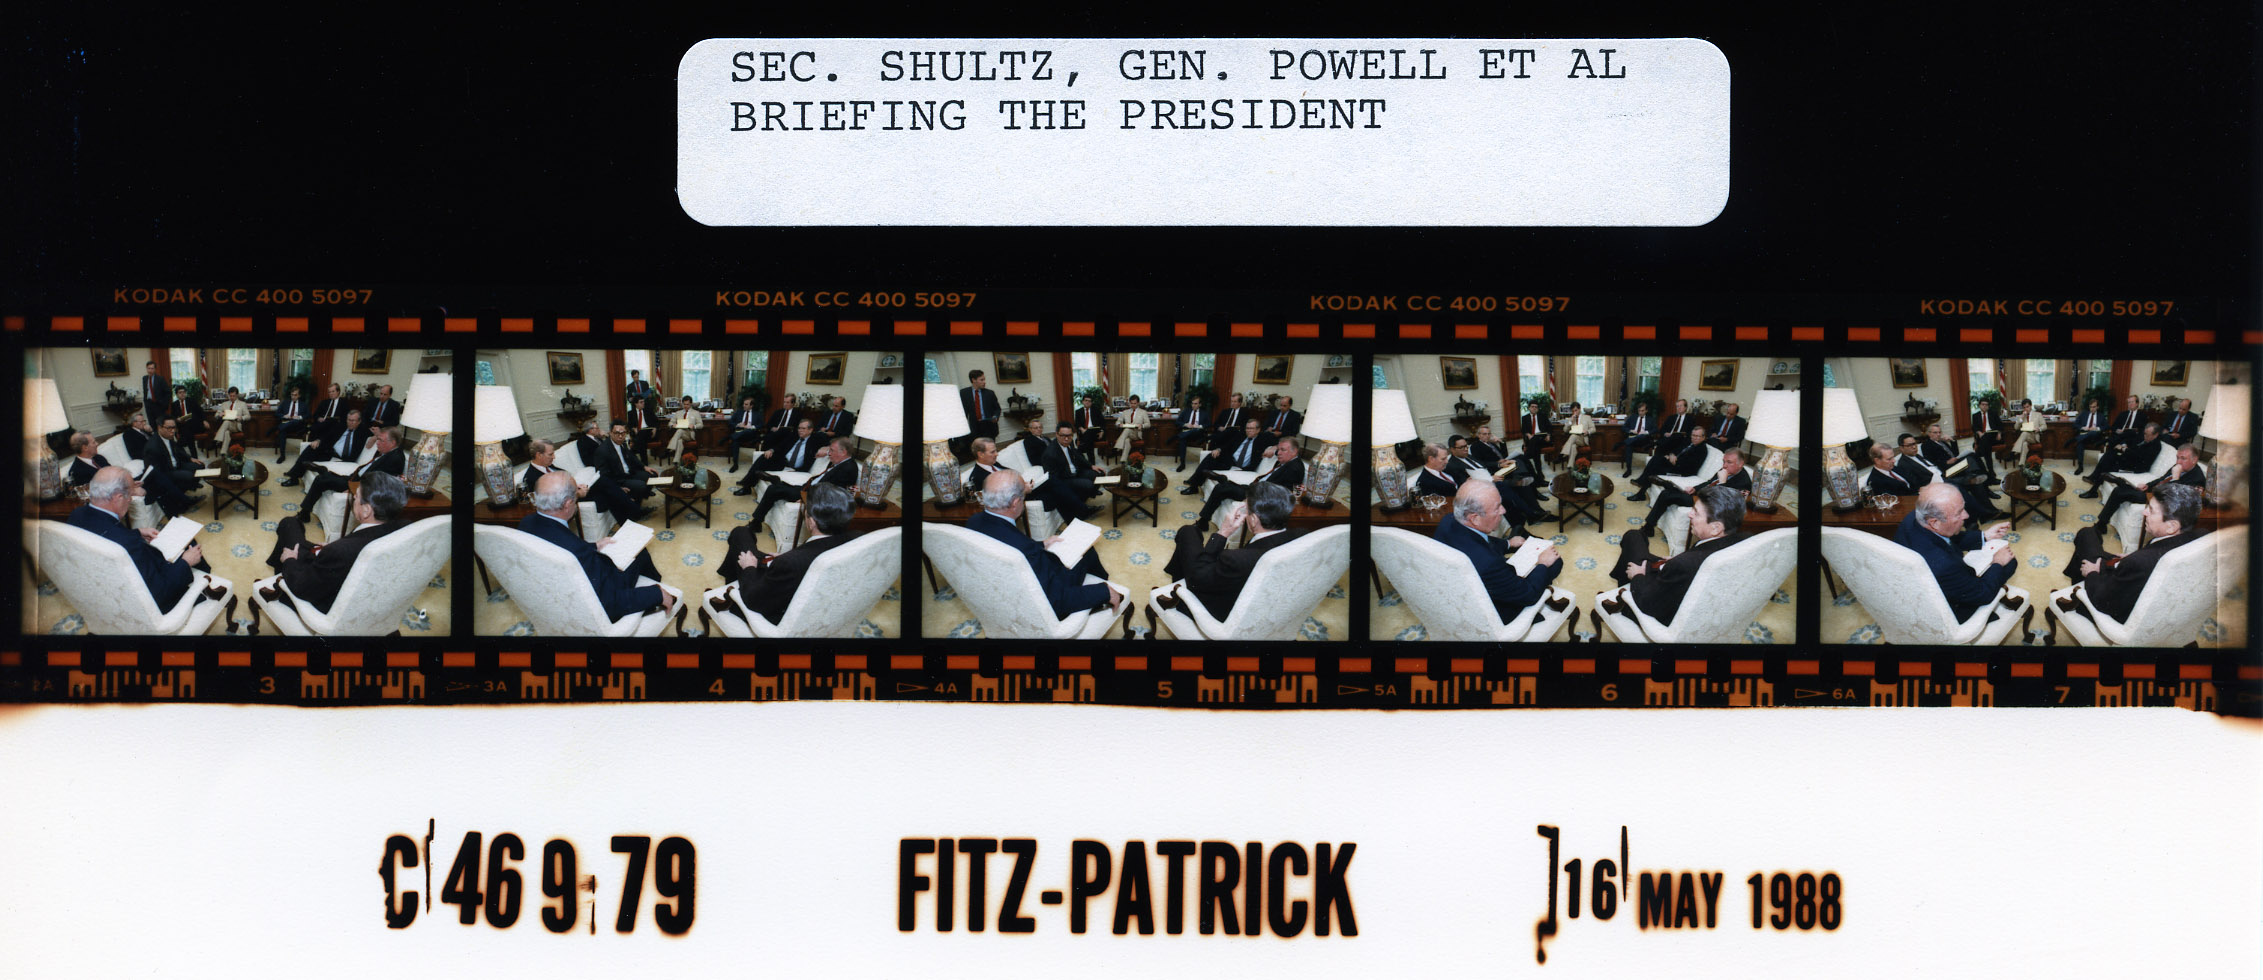 SEC. SHULTZ, GEN. POWELL ET AL
BRIEFING THE PRESIDENT
KODAK CC 400 5097 KODAK CC 400 5097 KODAK CC 400 5097 KODAK CC 400 5097
2A 3 3A 4 4A 5 5A 6 6A 7
C 46 9 79 FITZ-PATRICK 16 MAY 1988